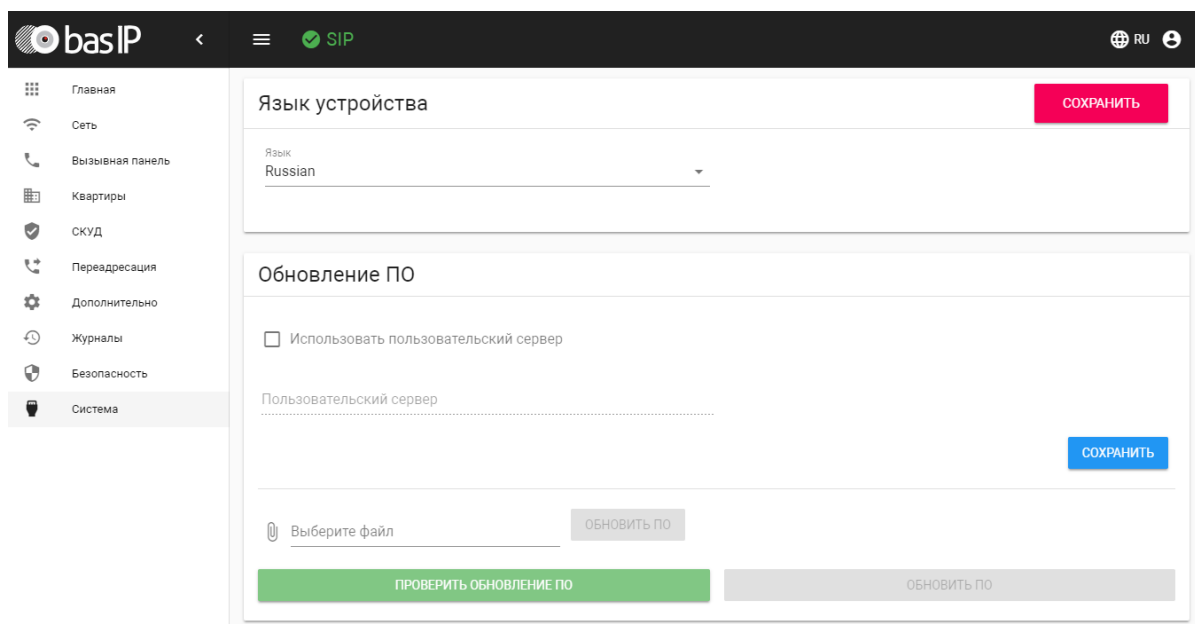 bas IP
SIP
RU
Главная
Сеть
Вызывная панель
Квартиры
СКУД
Переадресация
Дополнительно
Журналы
Безопасность
Система
Язык устройства
СОХРАНИТЬ
Язык
Russian
Обновление ПО
Использовать пользовательский сервер
Пользовательский сервер
СОХРАНИТЬ
Выберите файл
ОБНОВИТЬ ПО
ПРОВЕРИТЬ ОБНОВЛЕНИЕ ПО
ОБНОВИТЬ ПО